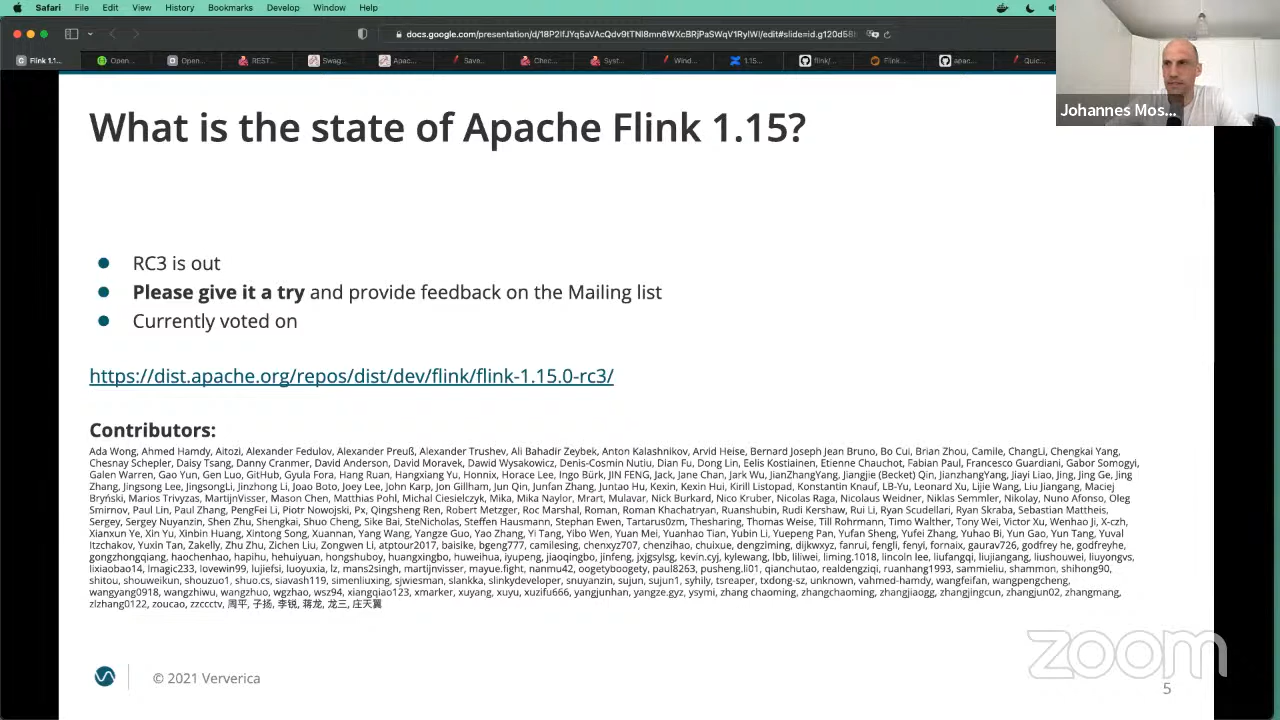 Safari File Edit View History Bookmarks Develop Window Help
docs.google.com/presentation/d/18P2IfJYq5aVAcQdv9tTNl8mn6WXcBRjPaSWqV1RyIWI/edit#slide=id.g120d58
Flink 1.1... Open... Open... REST... Swag... Apac... Save... Chec... Syst... Wind... 1.15... flink/... Flink... apac... Quic...
Johannes Mos...
What is the state of Apache Flink 1.15?
RC3 is out
Please give it a try and provide feedback on the Mailing list
Currently voted on
https://dist.apache.org/repos/dist/dev/flink/flink-1.15.0-rc3/
Contributors:
Ada Wong, Ahmed Hamdy, Aitozi, Alexander Fedulov, Alexander Preuß, Alexander Trushev, Ali Bahadir Zeybek, Anton Kalashnikov, Arvid Heise, Bernard Joseph Jean Bruno, Bo Cui, Brian Zhou, Camile, ChangLi, Chengkai Yang,
Chesnay Schepler, Daisy Tsang, Danny Cranmer, David Anderson, David Moravek, Dawid Wysakowicz, Denis-Cosmin Nutiu, Dian Fu, Dong Lin, Eelis Kostiainen, Etienne Chauchot, Fabian Paul, Francesco Guardiani, Gabor Somogyi,
Galen Warren, Gao Yun, Gen Luo, GitHub, Gyula Fora, Hang Ruan, Hangxiang Yu, Honnix, Horace Lee, Ingo Bürk, JIN FENG, Jack, Jane Chan, Jark Wu, JianZhangYang, Jiangjie (Becket) Qin, JianzhangYang, Jiayi Liao, Jing, Jing Ge, Jing
Zhang, Jingsong Lee, JingsongLi, Jinzhong Li, Joao Boto, Joey Lee, John Karp, Jon Gillham, Jun Qin, Junfan Zhang, Juntao Hu, Kexin, Kexin Hui, Kirill Listopad, Konstantin Knauf, LB-Yu, Leonard Xu, Lijie Wang, Liu Jiangang, Maciej
Bryński, Marios Trivyzas, MartijnVisser, Mason Chen, Matthias Pohl, Michal Ciesielczyk, Mika, Mika Naylor, Mrart, Mulavar, Nick Burkard, Nico Kruber, Nicolas Raga, Nicolaus Weidner, Niklas Semmler, Nikolay, Nuno Afonso, Oleg
Smirnov, Paul Lin, Paul Zhang, PengFei Li, Piotr Nowojski, Px, Qingsheng Ren, Robert Metzger, Roc Marshal, Roman, Roman Khachatryan, Ruanshubin, Rudi Kershaw, Rui Li, Ryan Scudellari, Ryan Skraba, Sebastian Mattheis,
Sergey, Sergey Nuyanzin, Shen Zhu, Shengkai, Shuo Cheng, Sike Bai, SteNicholas, Steffen Hausmann, Stephan Ewen, Tartarus0zm, Thesharing, Thomas Weise, Till Rohrmann, Timo Walther, Tony Wei, Victor Xu, Wenhao Ji, X-czh,
Xianxun Ye, Xin Yu, Xinbin Huang, Xintong Song, Xuannan, Yang Wang, Yangze Guo, Yao Zhang, Yi Tang, Yibo Wen, Yuan Mei, Yuanhao Tian, Yubin Li, Yuepeng Pan, Yufan Sheng, Yufei Zhang, Yuhao Bi, Yun Gao, Yun Tang, Yuval
Itzchakov, Yuxin Tan, Zakelly, Zhu Zhu, Zichen Liu, Zongwen Li, atptour2017, baisike, bgeng777, camilesing, chenxyz707, chenzihao, chuixue, dengziming, dijkwxyz, fanrui, fengli, fenyi, fornaix, gaurav726, godfrey he, godfreyhe,
gongzhongqiang, haochenhao, hapihu, hehuiyuan, hongshuboy, huangxingbo, huweihua, iyupeng, jiaoqingbo, jinfeng, jxjgsylsg, kevin.cyj, kylewang, lbb, liliwei, liming.1018, lincoln lee, liufangqi, liujiangang, liushouwei, liuyongvs,
lixiaobao14, lmagic233, lovewin99, lujiefsi, luoyuxia, lz, mans2singh, martijnvisser, mayue.fight, nanmu42, oogetyboogety, paul8263, pusheng.li01, qianchutao, realdengziqi, ruanhang1993, sammieliu, shammon, shihong90,
shitou, shouweikun, shouzuo1, shuo.cs, siavash119, simenliuxing, sjwiesman, slankka, slinkydeveloper, snuyanzin, sujun, sujun1, syhily, tsreaper, txdong-sz, unknown, vahmed-hamdy, wangfeifan, wangpengcheng,
wangyang0918, wangzhiwu, wangzhuo, wgzhao, wsz94, xiangqiao123, xmarker, xuyang, xuyu, xuzifu666, yangjunhan, yangze.gyz, ysymi, zhang chaoming, zhangchaoming, zhangjiaogg, zhangjingcun, zhangjun02, zhangmang,
zlzhang0122, zoucao, zzccctv, 周平, 子扬, 李锐, 蒋龙, 龙三, 庄天翼
© 2021 Ververica
zoom
5